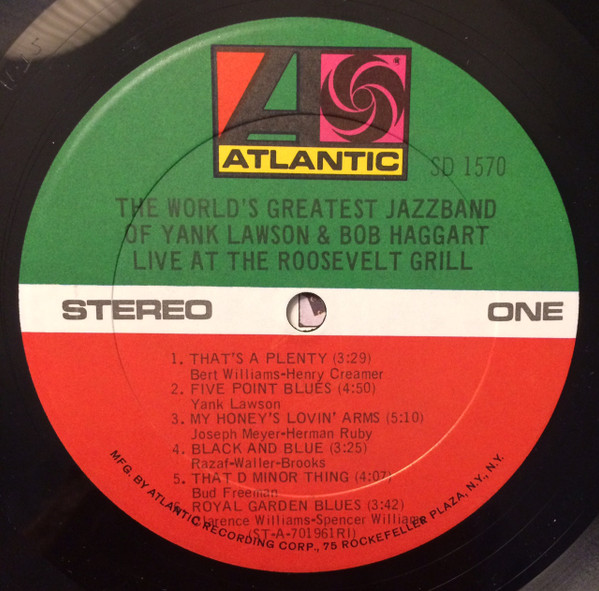 ATLANTIC
®
SD 1570
THE WORLD'S GREATEST JAZZBAND
OF YANK LAWSON & BOB HAGGART
LIVE AT THE ROOSEVELT GRILL
STEREO
ONE
1. THAT'S A PLENTY (3:29)
Bert Williams-Henry Creamer
2. FIVE POINT BLUES (4:50)
Yank Lawson
3. MY HONEY'S LOVIN' ARMS (5:10)
Joseph Meyer-Herman Ruby
4. BLACK AND BLUE (3:25)
Razaf-Waller-Brooks
5. THAT D MINOR THING (4:07)
Bud Freeman
6. ROYAL GARDEN BLUES (3:42)
Clarence Williams-Spencer Williams
(ST-A-701961RI)
MFG. BY ATLANTIC RECORDING CORP., 75 ROCKEFELLER PLAZA, N.Y., N.Y.